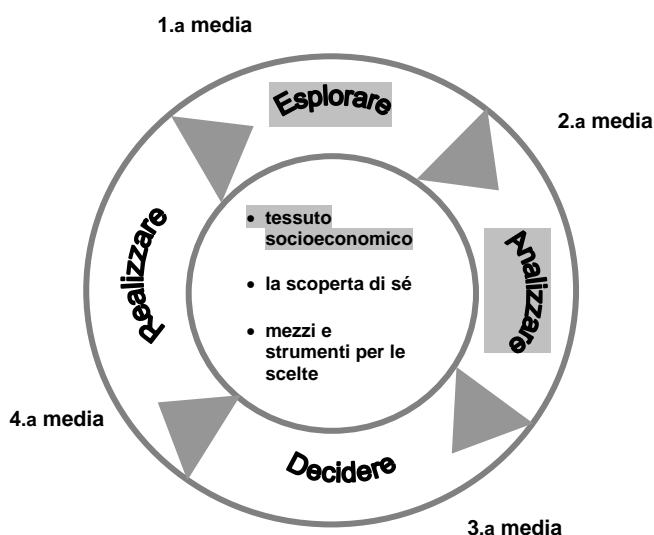 1.a media
Esplorare
2.a media
Analizzare
• tessuto
socioeconomico
• la scoperta di sé
• mezzi e
strumenti per le
scelte
Realizzare
4.a media
Decidere
3.a media